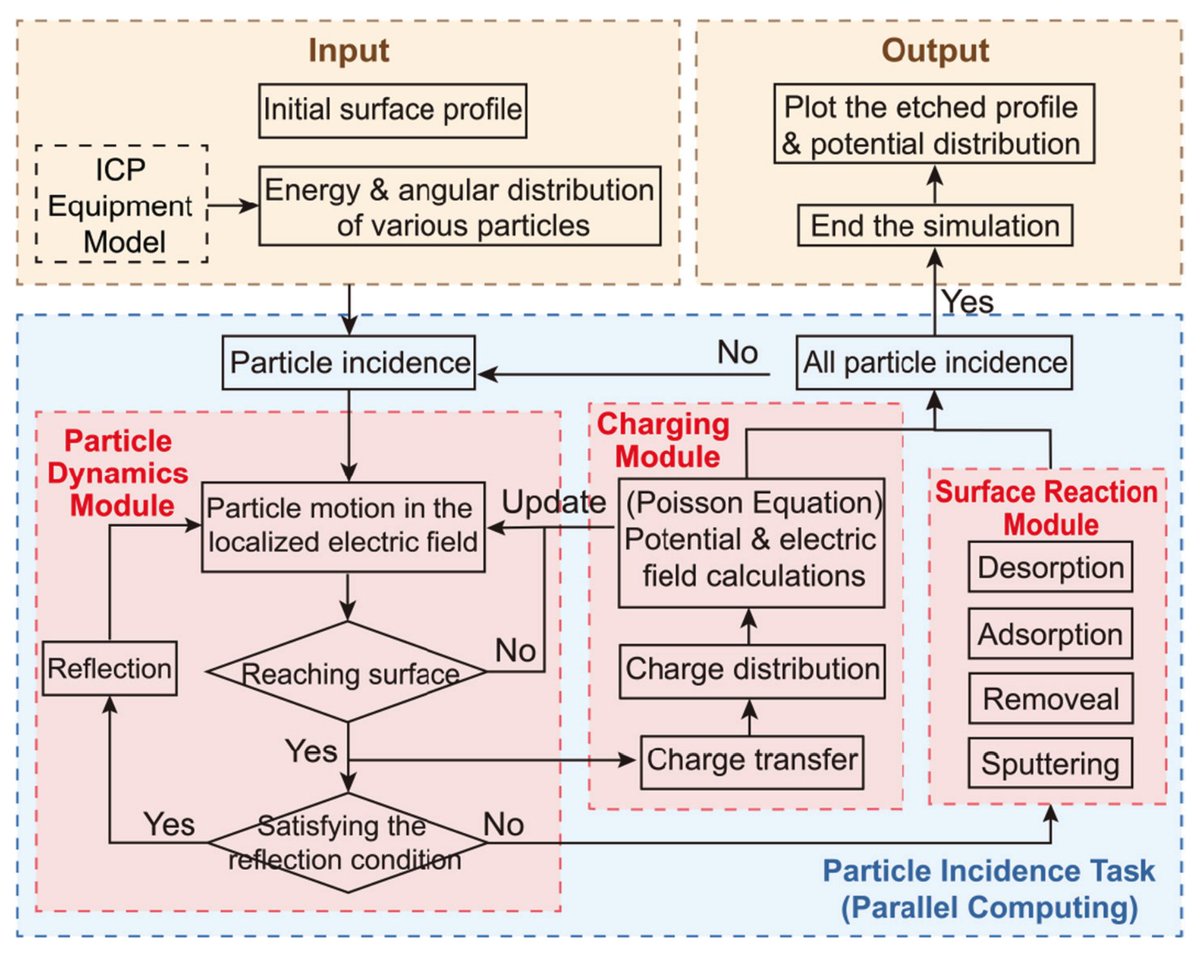 Input
Initial surface profile
ICP
Equipment
Model
Energy & angular distribution
of various particles
Output
Plot the etched profile
& potential distribution
End the simulation
Yes
Particle incidence
No
All particle incidence
Particle
Dynamics
Module
Particle motion in the
localized electric field
Reflection
Reaching surface
No
Yes
Satisfying the
reflection condition
Yes
No
Charging
Module
Update
(Poisson Equation)
Potential & electric
field calculations
Charge distribution
Charge transfer
Surface Reaction
Module
Desorption
Adsorption
Removeal
Sputtering
Particle Incidence Task
(Parallel Computing)